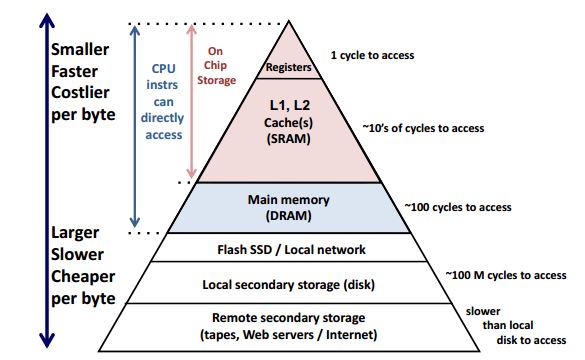 Smaller
Faster
Costlier
per byte
Larger
Slower
Cheaper
per byte
CPU
instrs
can
directly
access
On
Chip
Storage
Registers
L1, L2
Cache(s)
(SRAM)
Main memory
(DRAM)
Flash SSD / Local network
Local secondary storage (disk)
Remote secondary storage
(tapes, Web servers / Internet)
1 cycle to access
~10's of cycles to access
~100 cycles to access
~100 M cycles to access
slower
than local
disk to access